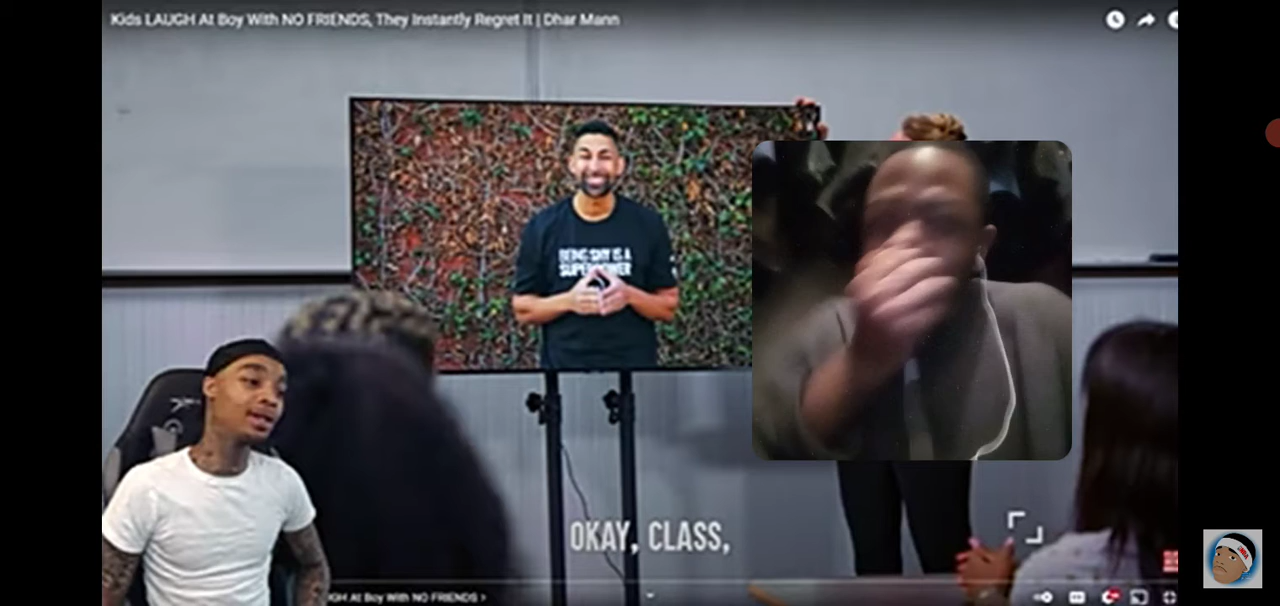 Kids LAUGH At Boy With NO FRIENDS, They Instantly Regret It | Dhar Mann
BEING SHY IS A
SUPERPOWER
OKAY, CLASS,
GH At Boy With NO FRIENDS >